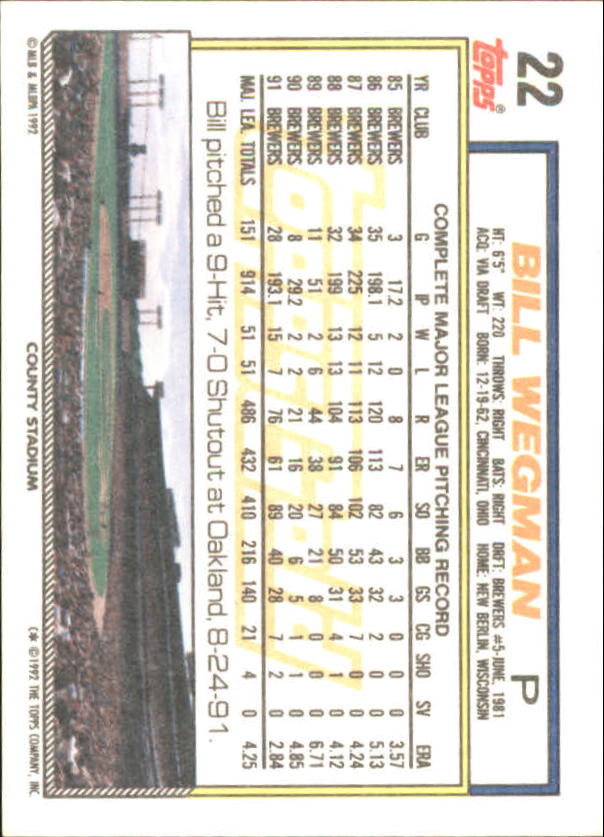 22
Topps®
BILL WEGMAN P
HT: 6'5" WT: 220 THROWS: RIGHT BATS: RIGHT DRFT: BREWERS #5-JUNE, 1981
ACQ: VIA DRAFT BORN: 12-19-62, CINCINNATI, OHIO HOME: NEW BERLIN, WISCONSIN
COMPLETE MAJOR LEAGUE PITCHING RECORD
YR CLUB G IP W L R ER SO BB GS CG SHO SV ERA
85 BREWERS 3 17.2 2 0 8 7 6 3 3 0 0 0 3.57
86 BREWERS 35 198.1 5 12 120 113 82 43 32 2 0 0 5.13
87 BREWERS 34 225 12 11 113 106 102 53 33 7 0 0 4.24
88 BREWERS 32 199 13 13 104 91 84 50 31 4 1 0 4.12
89 BREWERS 11 51 2 6 44 38 27 21 8 0 0 0 6.71
90 BREWERS 8 29.2 2 2 21 16 20 6 5 1 1 0 4.85
91 BREWERS 28 193.1 15 7 76 61 89 40 28 7 2 0 2.84
MAJ. LEA. TOTALS 151 914 51 51 486 432 410 216 140 21 4 0 4.25
Bill pitched a 9-Hit, 7-0 Shutout at Oakland, 8-24-91.
© MLB & MLBPA 1992
COUNTY STADIUM
C* © 1992 THE TOPPS COMPANY, INC.